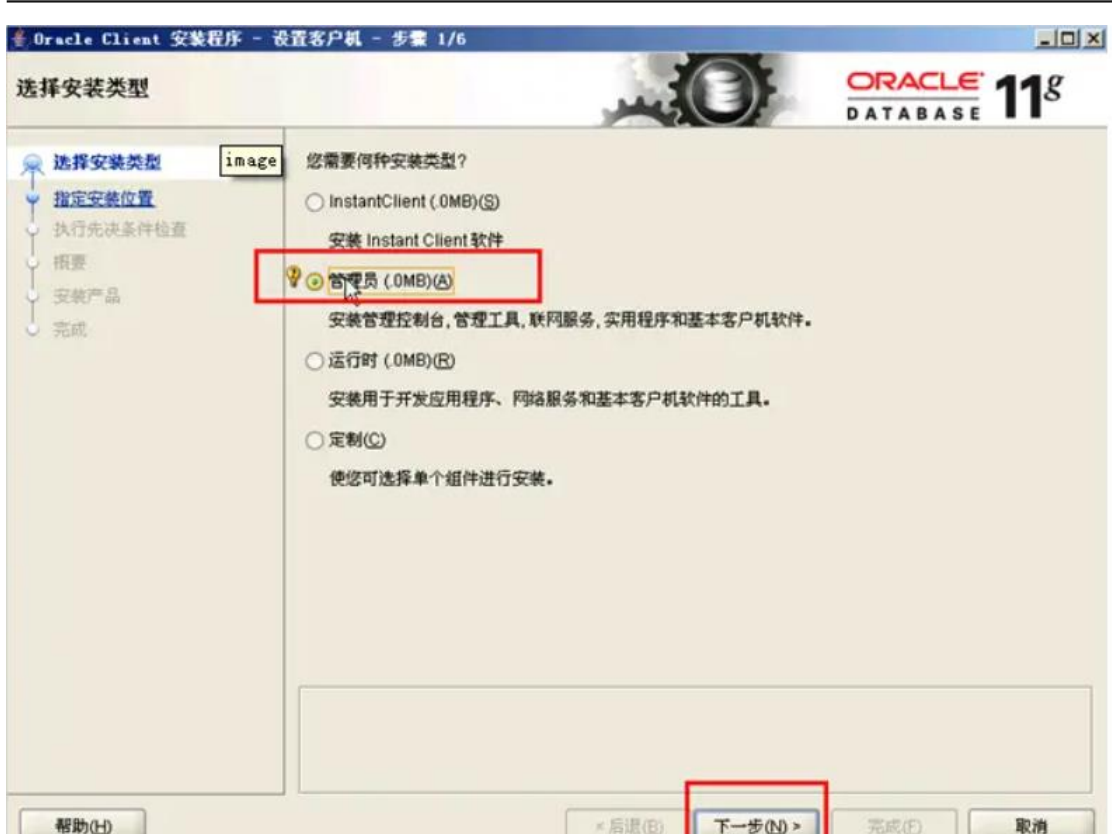 Oracle Client 安装程序 - 设置客户机 - 步骤 1/6
选择安装类型
ORACLE
DATABASE
11g
选择安装类型
image
指定安装位置
执行先决条件检查
概要
安装产品
完成
您需要何种安装类型?
InstantClient (.0MB)(S)
安装 Instant Client 软件
管理员 (.0MB)(A)
安装管理控制台,管理工具,联网服务,实用程序和基本客户机软件。
运行时 (.0MB)(R)
安装用于开发应用程序、网络服务和基本客户机软件的工具。
定制(C)
使您可选择单个组件进行安装。
帮助(H)
< 后退(B)
下一步(N) >
完成(F)
取消